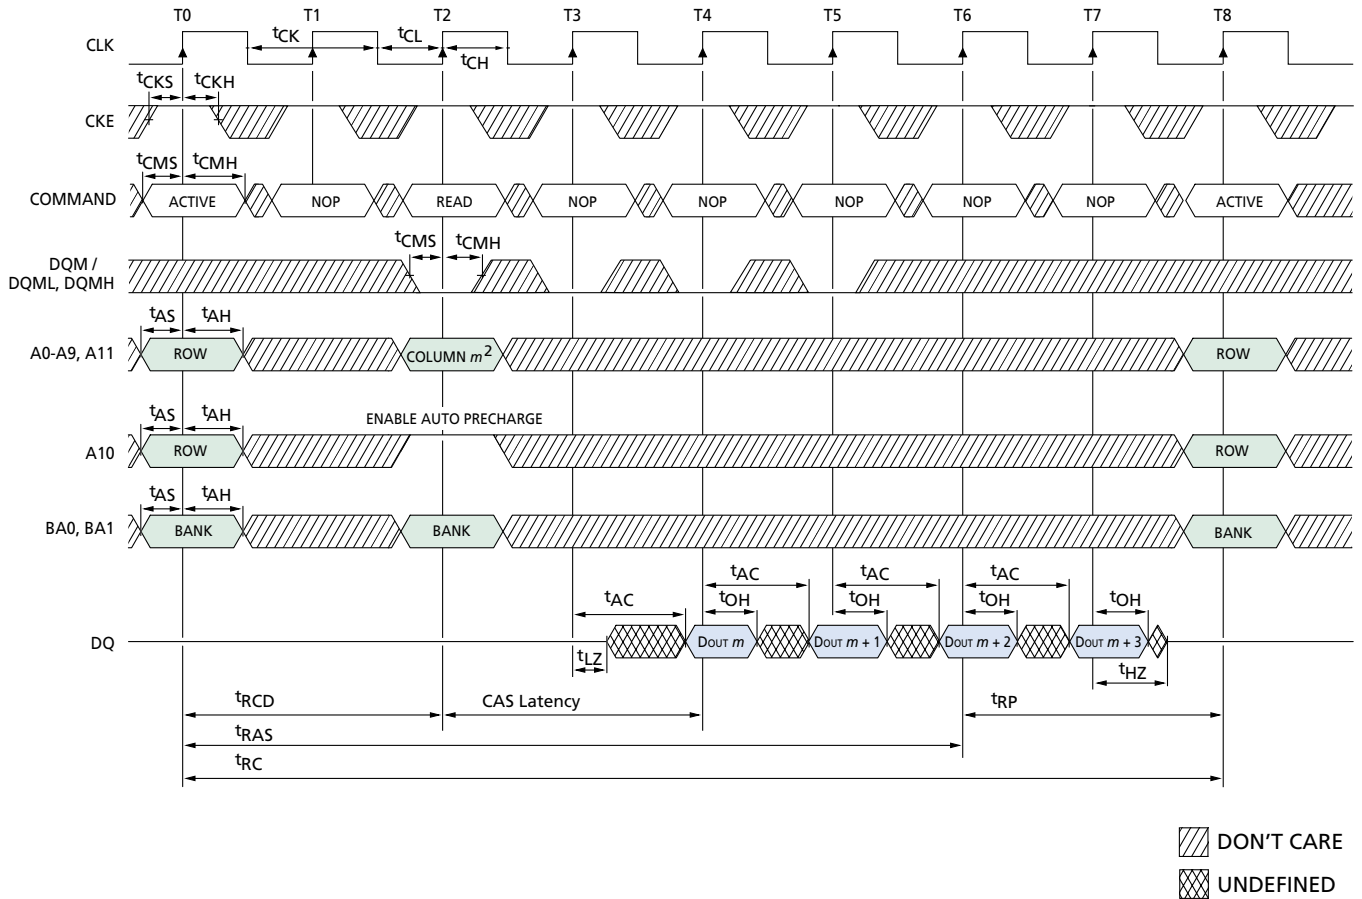 T0 T1 T2 T3 T4 T5 T6 T7 T8
CLK
tCK tCL
tCH
tCKS tCKH
CKE
tCMS tCMH
COMMAND
ACTIVE NOP READ NOP NOP NOP NOP NOP ACTIVE
tCMS tCMH
DQM /
DQML, DQMH
tAS tAH
A0-A9, A11
ROW COLUMN m2 ROW
tAS tAH
ENABLE AUTO PRECHARGE
A10
ROW ROW
tAS tAH
BA0, BA1
BANK BANK BANK
tAC tAC tAC
tAC tOH tOH tOH tOH
DQ
DOUT m DOUT m + 1 DOUT m + 2 DOUT m + 3
tLZ tHZ
tRCD CAS Latency tRP
tRAS
tRC
DON'T CARE
UNDEFINED